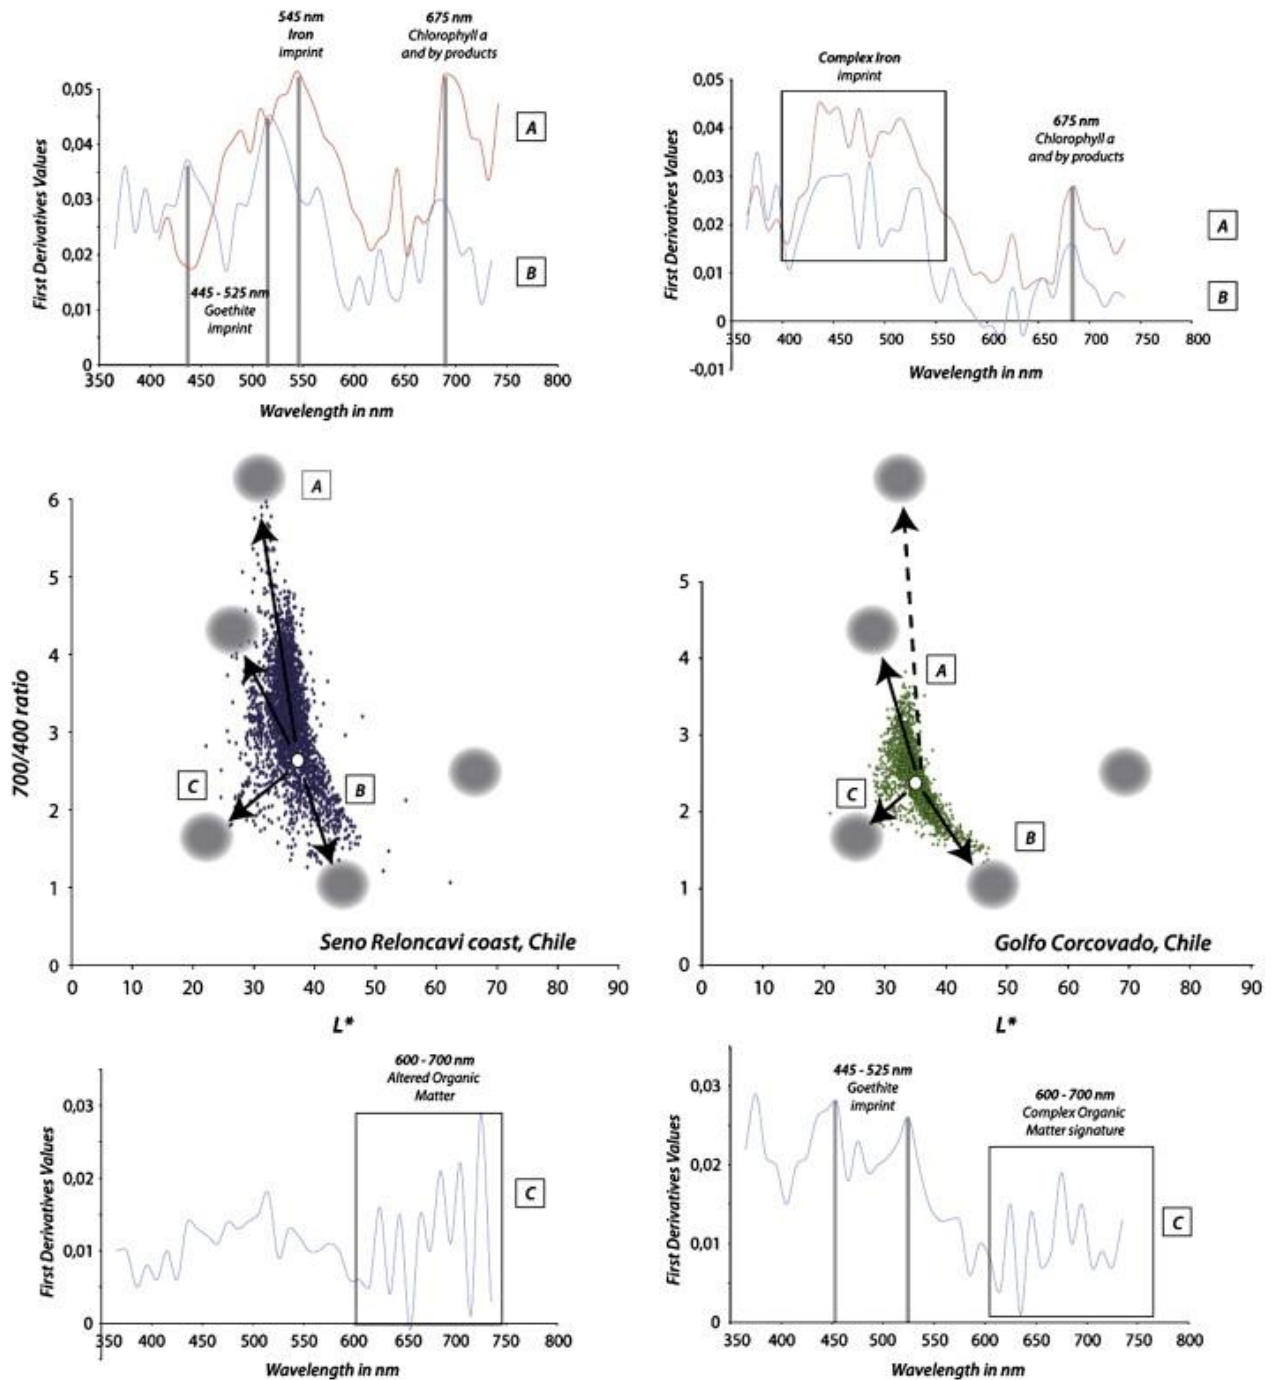 545 nm
Iron
imprint
675 nm
Chlorophyll a
and by products
0,05
0,04
0,03
0,02
0,01
0
First Derivatives Values
A
B
445 - 525 nm
Goethite
imprint
350 400 450 500 550 600 650 700 750 800
Wavelength in nm
Complex Iron
imprint
675 nm
Chlorophyll a
and by products
0,05
0,04
0,03
0,02
0,01
0
-0,01
First Derivatives Values
A
B
350 400 450 500 550 600 650 700 750 800
Wavelength in nm
6
5
4
3
2
1
0
700/400 ratio
A
B
C
Seno Reloncavi coast, Chile
0 10 20 30 40 50 60 70 80 90
L*
5
4
3
2
1
0
A
B
C
Golfo Corcovado, Chile
0 10 20 30 40 50 60 70 80 90
L*
600 - 700 nm
Altered Organic
Matter
0,03
0,02
0,01
0
First Derivatives Values
C
350 400 450 500 550 600 650 700 750 800
Wavelength in nm
445 - 525 nm
Goethite
imprint
600 - 700 nm
Complex Organic
Matter signature
0,03
0,02
0,01
0
First Derivatives Values
C
350 400 450 500 550 600 650 700 750 800
Wavelength in nm